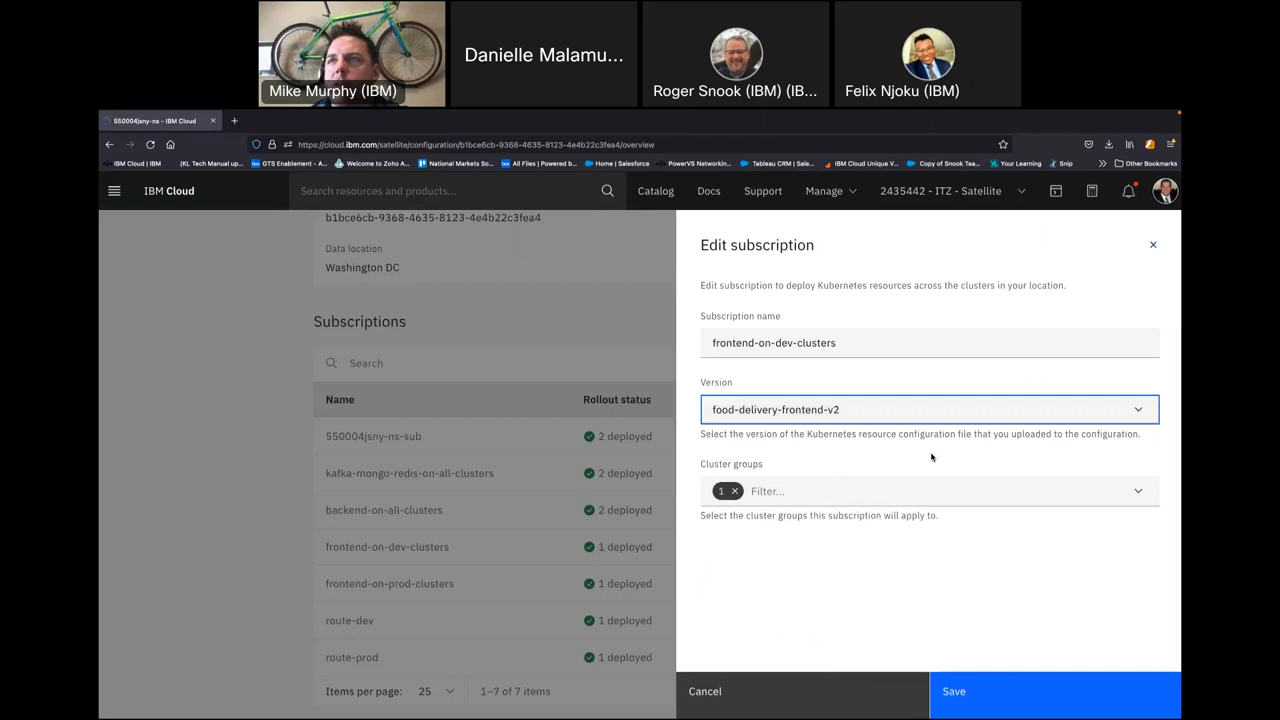 Mike Murphy (IBM)
Danielle Malamu...
Roger Snook (IBM) (IB...
Felix Njoku (IBM)
550004jsny-ns - IBM Cloud
https://cloud.ibm.com/satellite/configuration/b1bce6cb-9368-4635-8123-4e4b22c3fea4/overview
IBM Cloud | IBM
(KL Tech Manual up...
GTS Enablement - A...
Welcome to Zoho A...
National Markets So...
All Files | Powered b...
Home | Salesforce
PowerVS Networkin...
Tableau CRM | Sale...
IBM Cloud Unique V...
Copy of Snook Tea...
Your Learning
Snip
Other Bookmarks
IBM Cloud
Search resources and products...
Catalog
Docs
Support
Manage
2435442 - ITZ - Satellite
b1bce6cb-9368-4635-8123-4e4b22c3fea4
Data location
Washington DC
Subscriptions
Search
Name Rollout status
550004jsny-ns-sub 2 deployed
kafka-mongo-redis-on-all-clusters 2 deployed
backend-on-all-clusters 2 deployed
frontend-on-dev-clusters 1 deployed
frontend-on-prod-clusters 1 deployed
route-dev 1 deployed
route-prod 1 deployed
Items per page: 25 1–7 of 7 items
Edit subscription
Edit subscription to deploy Kubernetes resources across the clusters in your location.
Subscription name
frontend-on-dev-clusters
Version
food-delivery-frontend-v2
Select the version of the Kubernetes resource configuration file that you uploaded to the configuration.
Cluster groups
1 Filter...
Select the cluster groups this subscription will apply to.
Cancel
Save